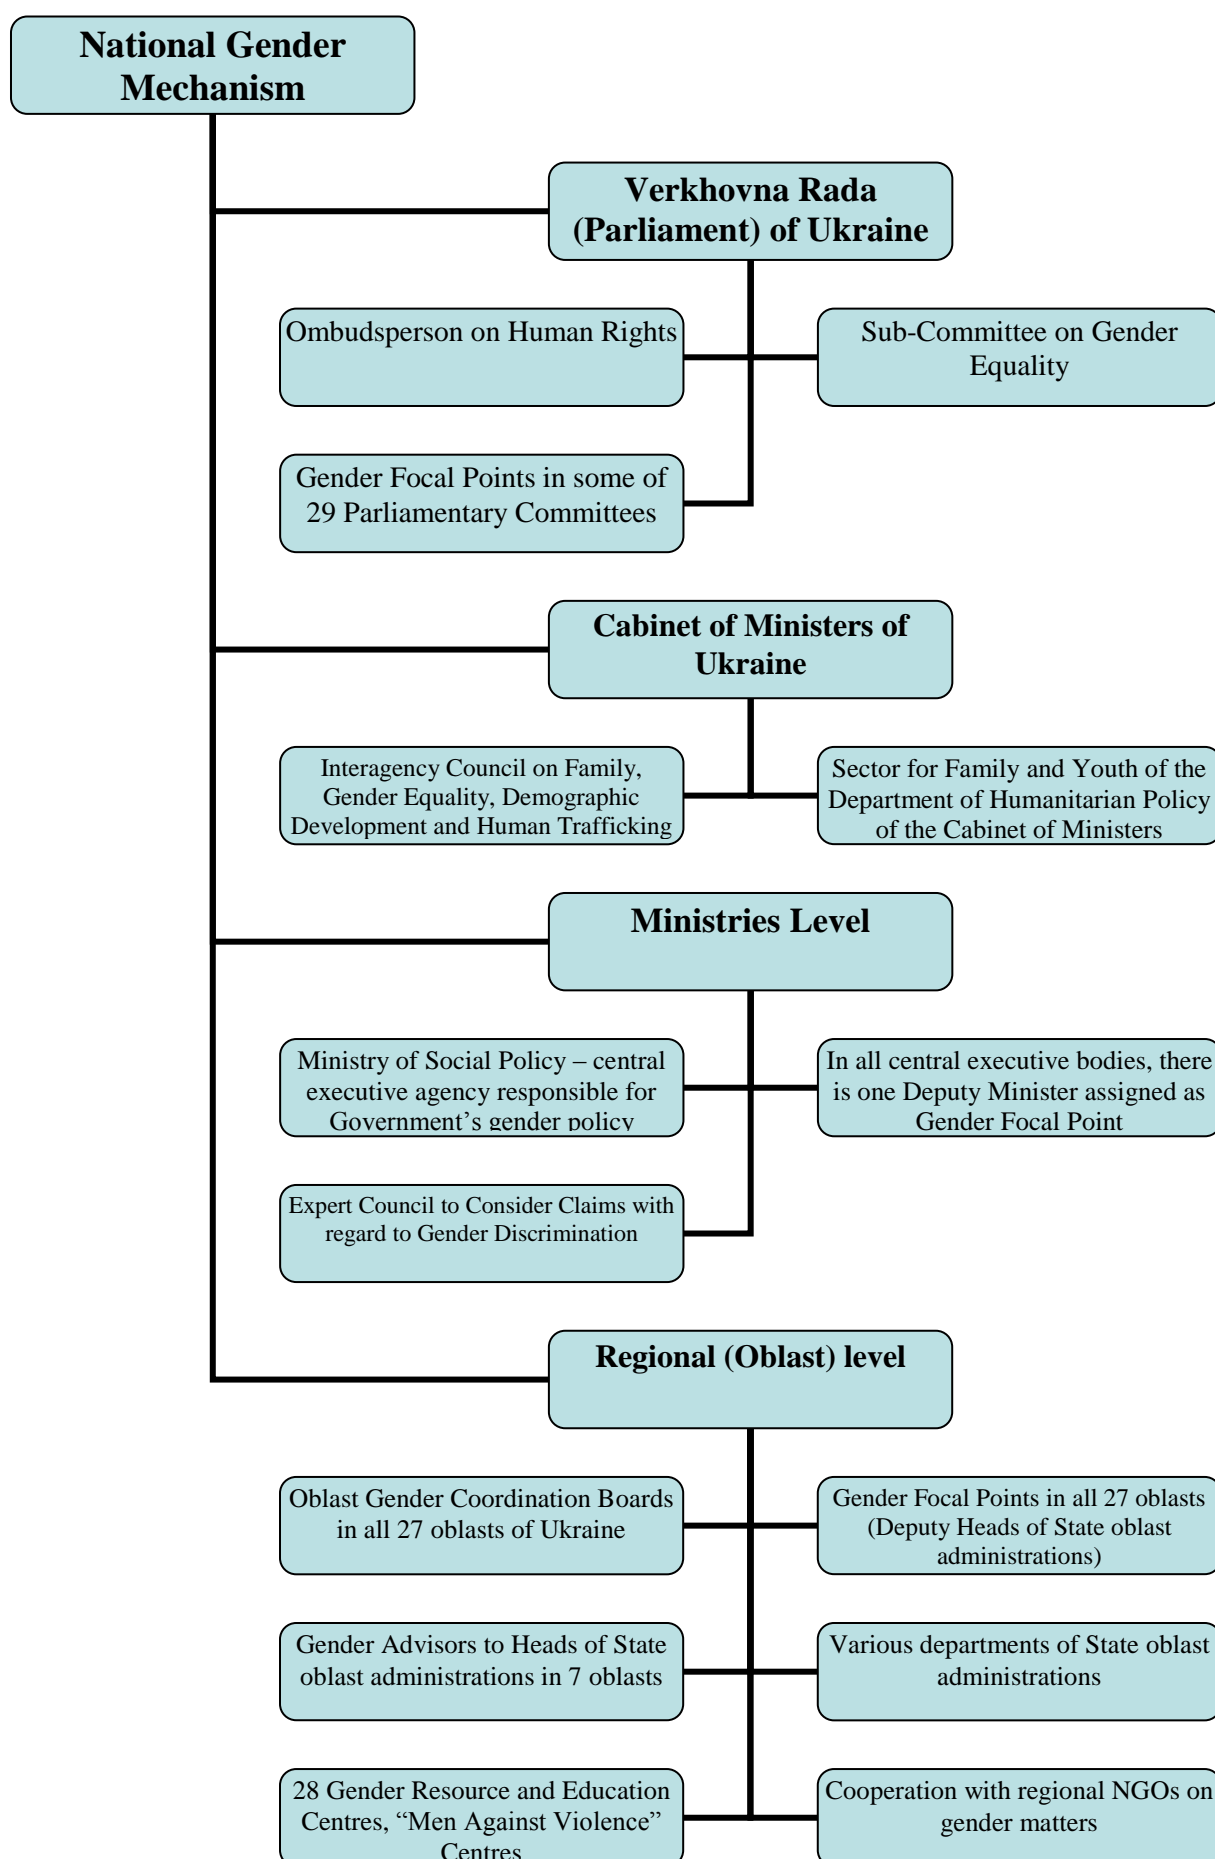 National Gender
Mechanism
Verkhovna Rada
(Parliament) of Ukraine
Ombudsperson on Human Rights
Sub-Committee on Gender
Equality
Gender Focal Points in some of
29 Parliamentary Committees
Cabinet of Ministers of
Ukraine
Interagency Council on Family,
Gender Equality, Demographic
Development and Human Trafficking
Sector for Family and Youth of the
Department of Humanitarian Policy
of the Cabinet of Ministers
Ministries Level
Ministry of Social Policy – central
executive agency responsible for
Government’s gender policy
In all central executive bodies, there
is one Deputy Minister assigned as
Gender Focal Point
Expert Council to Consider Claims with
regard to Gender Discrimination
Regional (Oblast) level
Oblast Gender Coordination Boards
in all 27 oblasts of Ukraine
Gender Focal Points in all 27 oblasts
(Deputy Heads of State oblast
administrations)
Gender Advisors to Heads of State
oblast administrations in 7 oblasts
Various departments of State oblast
administrations
28 Gender Resource and Education
Centres, “Men Against Violence”
Centres
Cooperation with regional NGOs on
gender matters